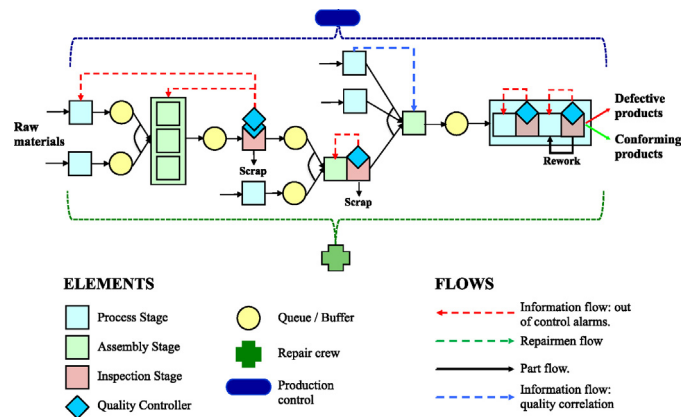 Raw
materials
Scrap
Scrap
Rework
Defective
products
Conforming
products
ELEMENTS
Process Stage
Assembly Stage
Inspection Stage
Quality Controller
Queue / Buffer
Repair crew
Production
control
FLOWS
Information flow: out
of control alarms.
Repairmen flow
Part flow.
Information flow:
quality correlation